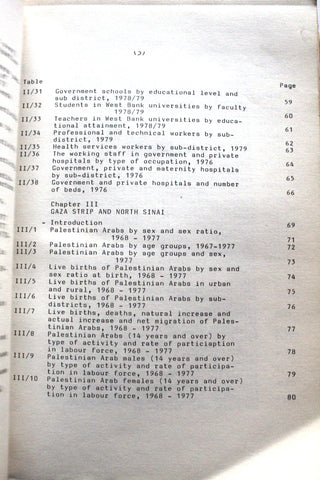 Table Page
II/31 Government schools by educational level and
sub district, 1978/79 59
II/32 Students in West Bank universities by faculty
1978/79 60
II/33 Teachers in West Bank universities by educa-
tional attainment, 1978/79 61
II/34 Professional and technical workers by sub-
district, 1979 62
II/35 Health services workers by sub-district, 1979 63
II/36 The working staff in government and private
hospitals by type of occupation, 1976 64
II/37 Government, private and maternity hospitals
by sub-district, 1976 65
II/38 Government and private hospitals and number
of beds, 1976 66
Chapter III
GAZA STRIP AND NORTH SINAI
- Introduction 69
III/1 Palestinian Arabs by sex and sex ratio,
1968 - 1977 71
III/2 Palestinian Arabs by age groups, 1967-1977 72
III/3 Palestinian Arabs by age groups and sex,
1977 73
III/4 Live births of Palestinian Arabs by sex and
sex ratio at birth, 1968 - 1977 74
III/5 Live births of Palestinian Arabs in urban
and rural, 1968 - 1977 75
III/6 Live births of Palestinian Arabs by sub-
districts, 1968 - 1977 76
III/7 Live births, deaths, natural increase and
actual increase and net migration of Pales-
tinian Arabs, 1968 - 1977 77
III/8 Palestinian Arabs (14 years and over) by
type of activity and rate of participation
in labour force, 1968 - 1977 78
III/9 Palestinian Arab males (14 years and over)
by type of activity and rate of participa-
tion in labour force, 1968 - 1977 79
III/10 Palestinian Arab females (14 years and over)
by type of activity and rate of participa-
tion in labour force, 1968 - 1977 80